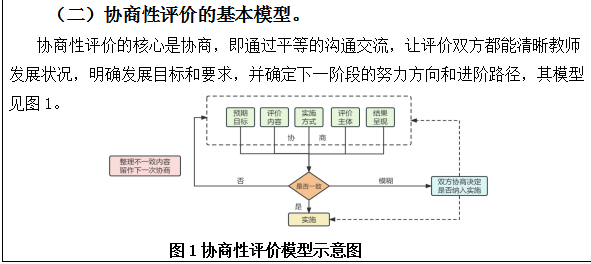 （二）协商性评价的基本模型。
协商性评价的核心是协商，即通过平等的沟通交流，让评价双方都能清晰教师
发展状况，明确发展目标和要求，并确定下一阶段的努力方向和进阶路径，其模型
见图 1。
预期
目标
评价
内容
实施
方式
评价
主体
结果
呈现
协 商
整理不一致内容
留作下一次协商
否
是否一致
模糊
双方协商决定
是否纳入实施
是
实施
图 1 协商性评价模型示意图